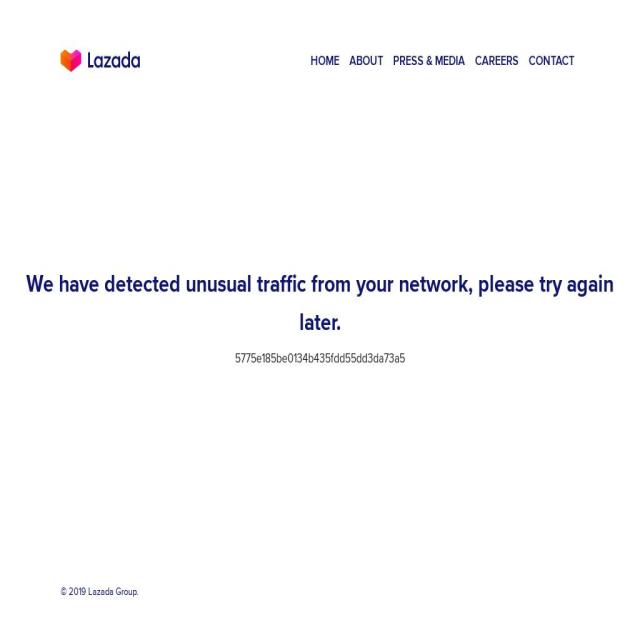 Lazada
HOME ABOUT PRESS & MEDIA CAREERS CONTACT
We have detected unusual traffic from your network, please try again
later.
5775e185be0134b435fdd55dd3da73a5
© 2019 Lazada Group.